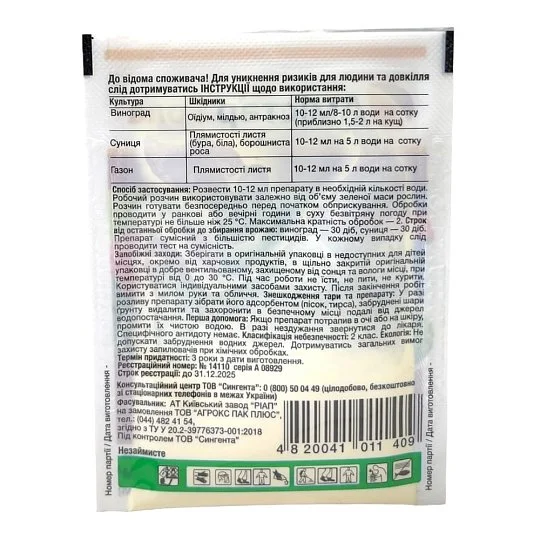 До відома споживача! Для уникнення ризиків для людини та довкілля
слід дотримуватись ІНСТРУКЦІЇ щодо використання:
Культура Шкідники Норма витрати
Виноград Оїдіум, мілдью, антракноз 10-12 мл/8-10 л води на сотку
(приблизно 1,5-2 л на кущ)
Суниця Плямистості листя
(бура, біла), борошниста
роса 10-12 мл на 5 л води на сотку
Газон Плямистості листя 10-12 мл на 5 л води на сотку
Спосіб застосування: Розвести 10-12 мл препарату в необхідній кількості води.
Робочий розчин використовувати залежно від об'єму зеленої маси рослин.
Розчин готувати безпосередньо перед початком обприскування. Обробки
проводити у ранкові або вечірні години в суху безвітряну погоду при
температурі не більше ніж 25 °С. Максимальна кратність обробок — 2. Строк
від останньої обробки до збирання врожаю: виноград — 30 діб, суниця — 30 діб.
Препарат сумісний з більшістю пестицидів. У кожному випадку слід
проводити тест на сумісність.
Запобіжні заходи: Зберігати в оригінальній упаковці в недоступних для дітей
місцях, окремо від харчових продуктів, в щільно закритій оригінальній
упаковці в добре вентильованому, захищеному від сонця та вологи місці, при
температурі від 0°С до +35°С. Під час роботи не їсти, не пити, не курити.
Користуватися індивідуальними засобами захисту. Після закінчення робіт
вимити з милом руки та обличчя. Знешкодження тари та препарату: У разі
розливу препарату зібрати його адсорбентом (пісок, тирса), забруднені шари
ґрунту видалити та захоронити в безпечному місці подалі від джерел
водопостачання. Перша допомога: Якщо препарат потрапив в очі або на шкіру,
промити їх чистою водою. В разі нездужання звернутися до лікаря.
Специфічного антидоту немає. Класифікація небезпечності: 2 клас. Екологія: Не
допускати забруднення водних джерел. Дотримуватись загальних вимог
захисту запилювачів при хімічних обробках.
Термін придатності: 3 роки з дати виготовлення.
Реєстраційний номер: № 14110 серія А 08929
Строк реєстрації: до 31.12.2025
Консультаційний центр ТОВ "Сингента": 0 (800) 50 04 49 (цілодобово, безкоштовно
зі стаціонарних телефонів в межах України)
Фасувальник: АТ Київський завод "РІАП"
на замовлення ТОВ "АГРОКС ПАК ПЛЮС",
тел. (044) 482 41 54,
згідно з ТУ У 20.2-39776373-001:2018
Під контролем ТОВ "Сингента"
Незаймисте
4 820041 011409
Номер партії / Дата виготовлення -
Номер партії / Дата виготовлення -